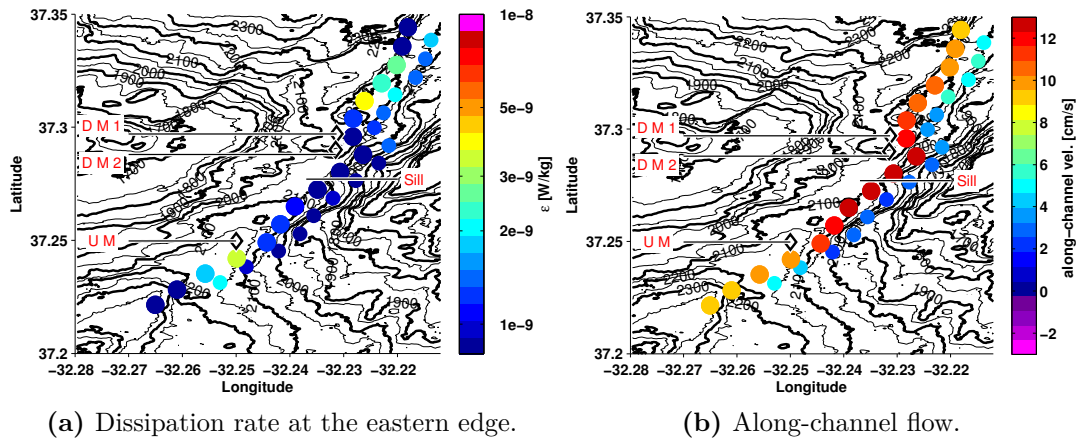 37.35
37.3
37.25
37.2
Latitude
−32.28
−32.27
−32.26
−32.25
−32.24
−32.23
−32.22
Longitude
D M 1
D M 2
Sill
U M
2300
2200
2100
2000
1900
1e−8
5e−9
3e−9
2e−9
1e−9
ε [W/kg]
37.35
37.3
37.25
37.2
Latitude
−32.28
−32.27
−32.26
−32.25
−32.24
−32.23
−32.22
Longitude
D M 1
D M 2
Sill
U M
2200
2100
2000
1900
2300
12
10
8
6
4
2
0
−2
along−channel vel. [cm/s]
(a) Dissipation rate at the eastern edge.
(b) Along-channel flow.